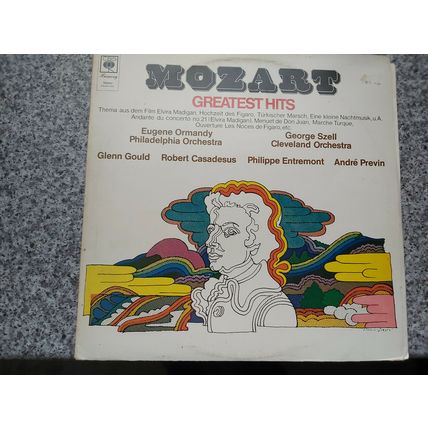 CBS
Harmony
MOZART
GREATEST HITS
Thema aus dem Film Elvira Madigan, Hochzeit des Figaro, Türkischer Marsch, Eine kleine Nachtmusik, u.A.
Andante du concerto no 21 (Elvira Madigan), Menuet de Don Juan, Marche Turque,
Ouverture Les Noces de Figaro, etc.
Eugene Ormandy
Philadelphia Orchestra
George Szell
Cleveland Orchestra
Glenn Gould Robert Casadesus Philippe Entremont André Previn